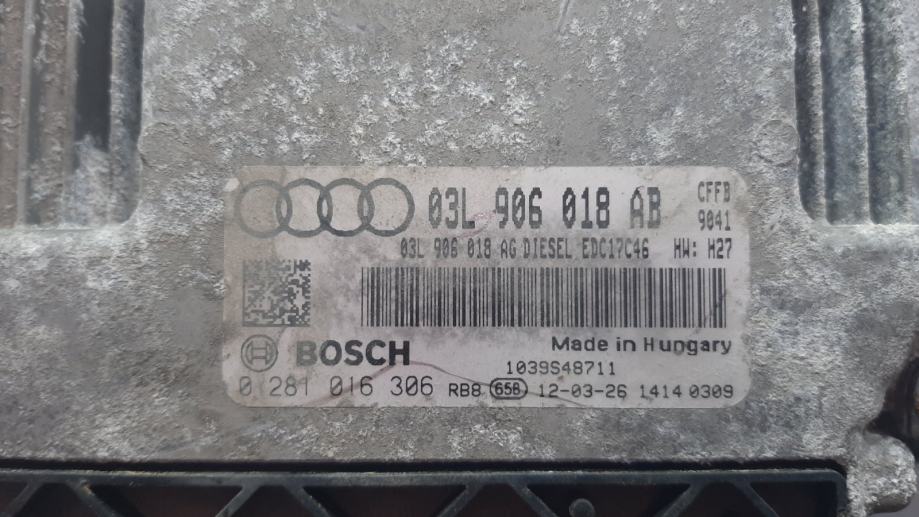 03L 906 018 AB CFFB
9041
03L 906 018 AG DIESEL EDC17C46 HW: H27
Made in Hungary
BOSCH
1039S48711
0 281 016 306 RB8 65B 12-03-26 1414 0309